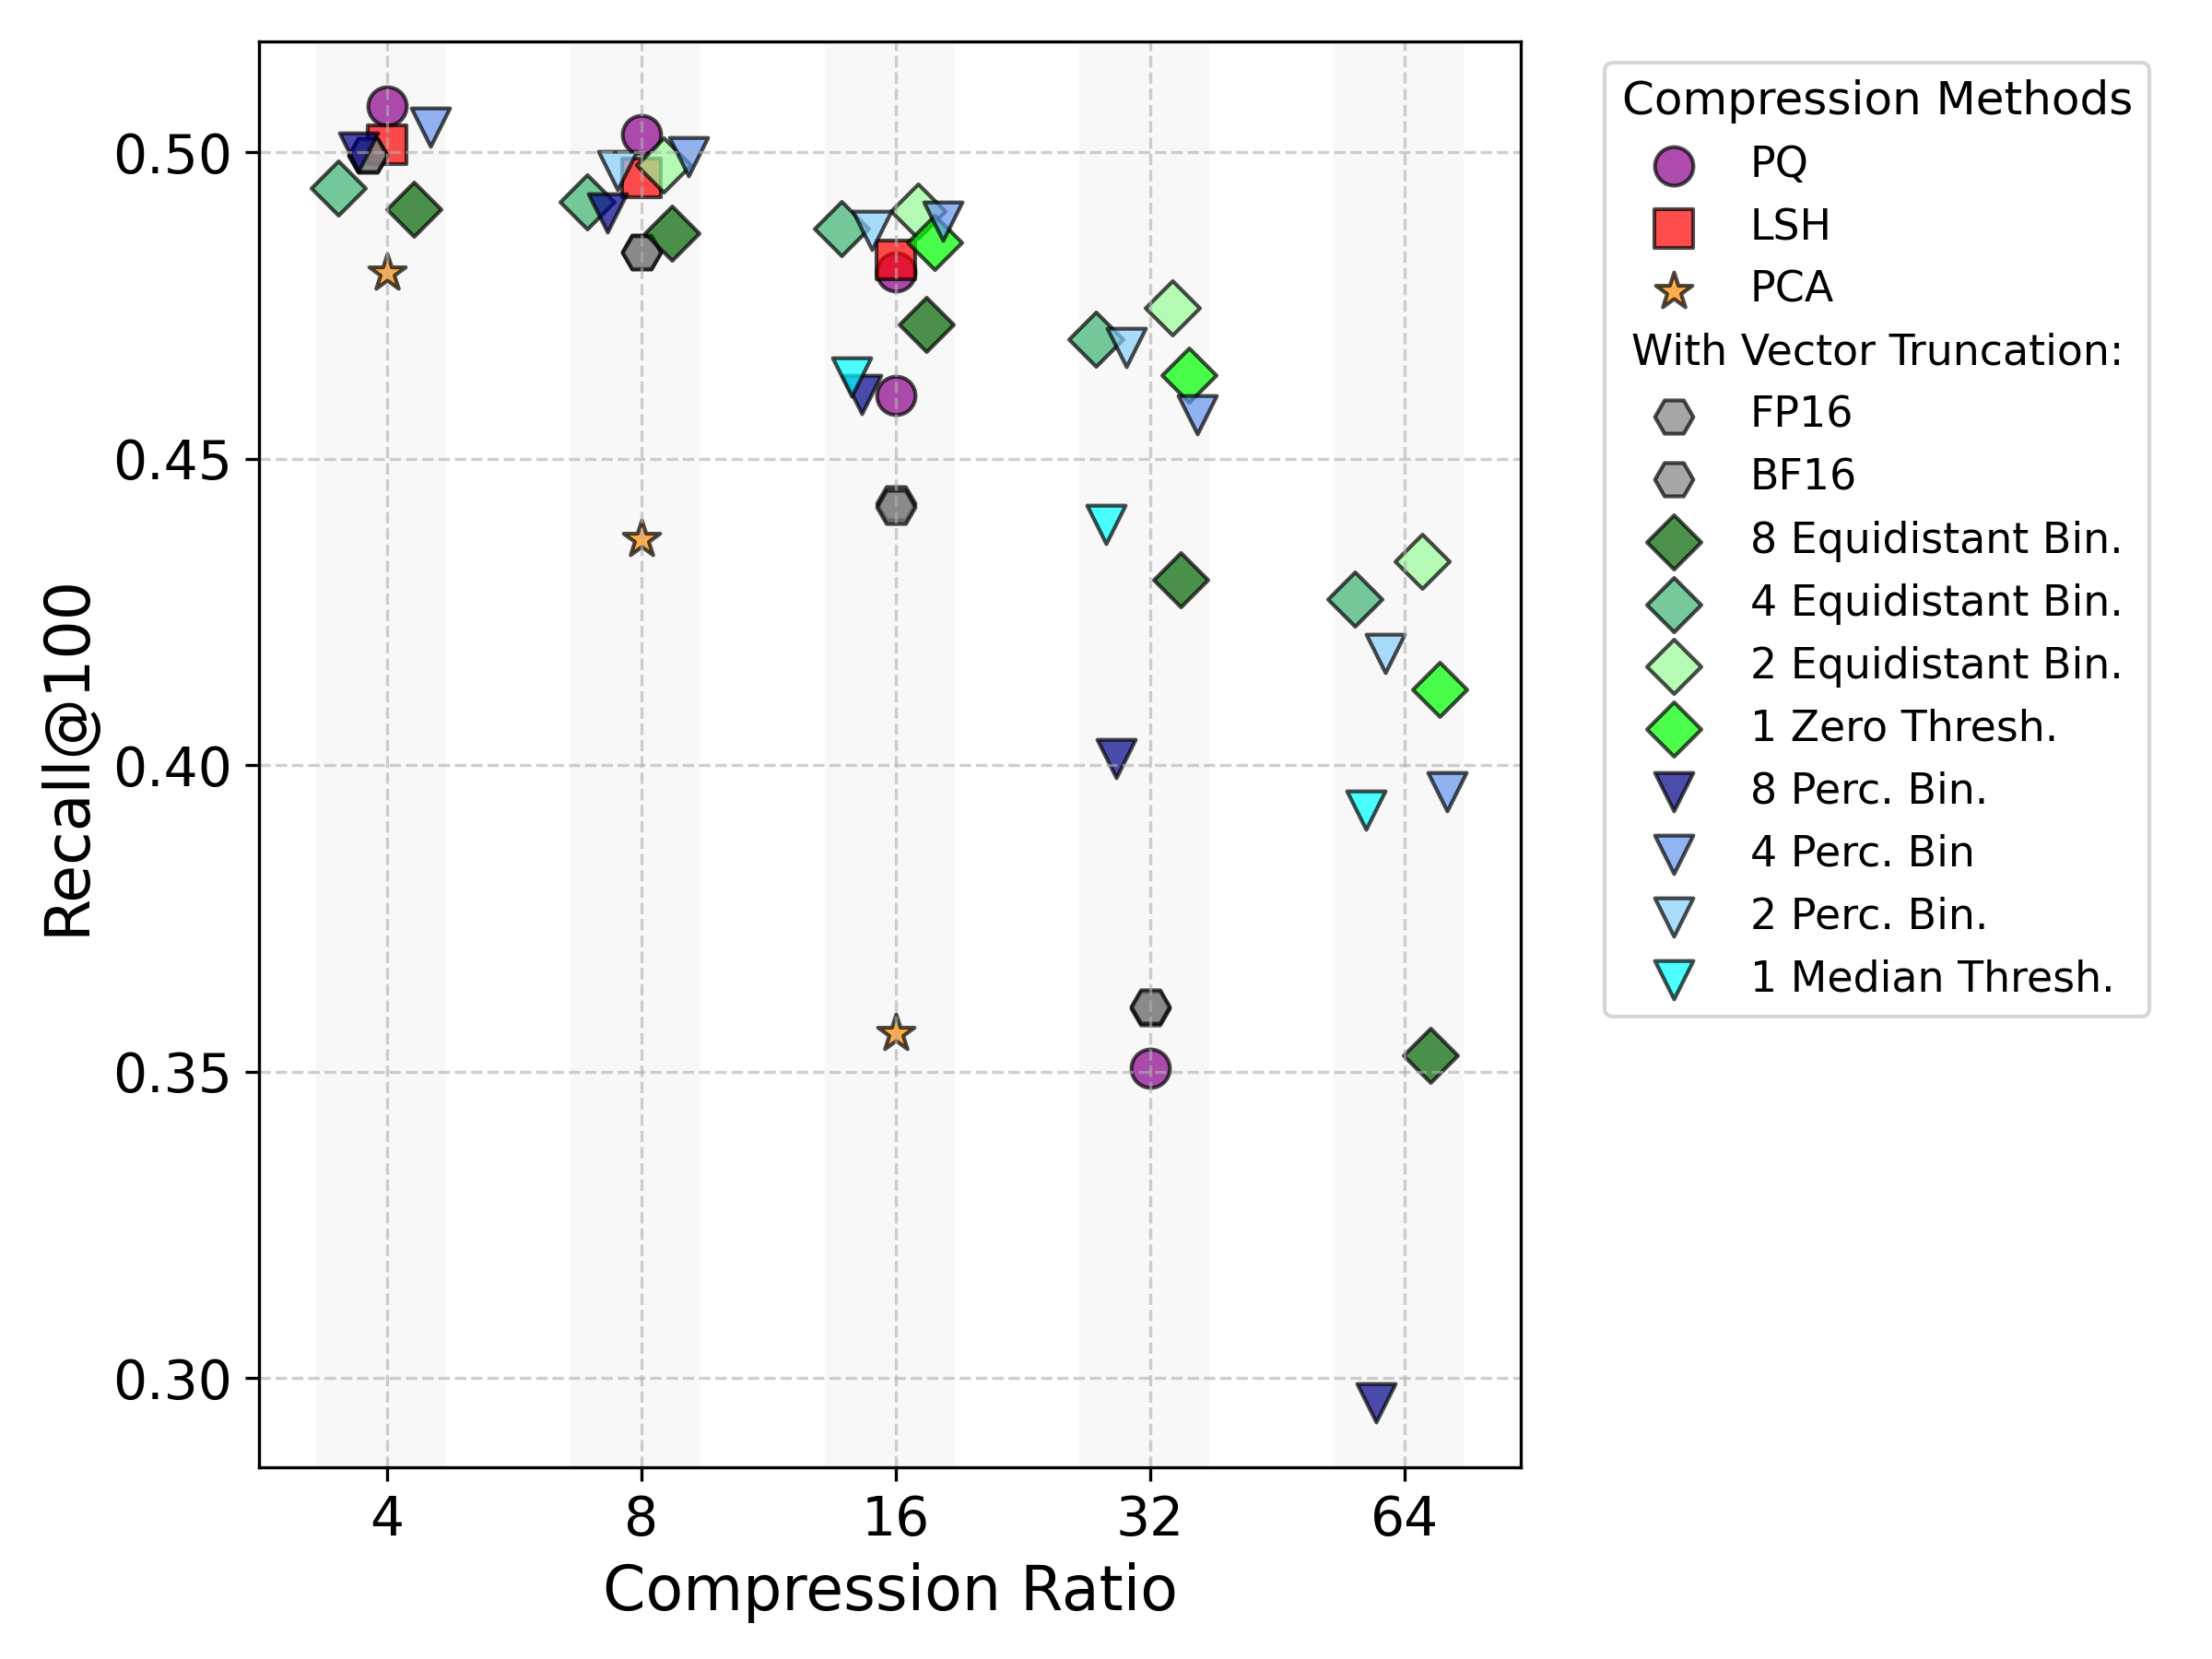 Recall@100
0.50
0.45
0.40
0.35
0.30
4 8 16 32 64
Compression Ratio
Compression Methods
PQ
LSH
PCA
With Vector Truncation:
FP16
BF16
8 Equidistant Bin.
4 Equidistant Bin.
2 Equidistant Bin.
1 Zero Thresh.
8 Perc. Bin.
4 Perc. Bin
2 Perc. Bin.
1 Median Thresh.